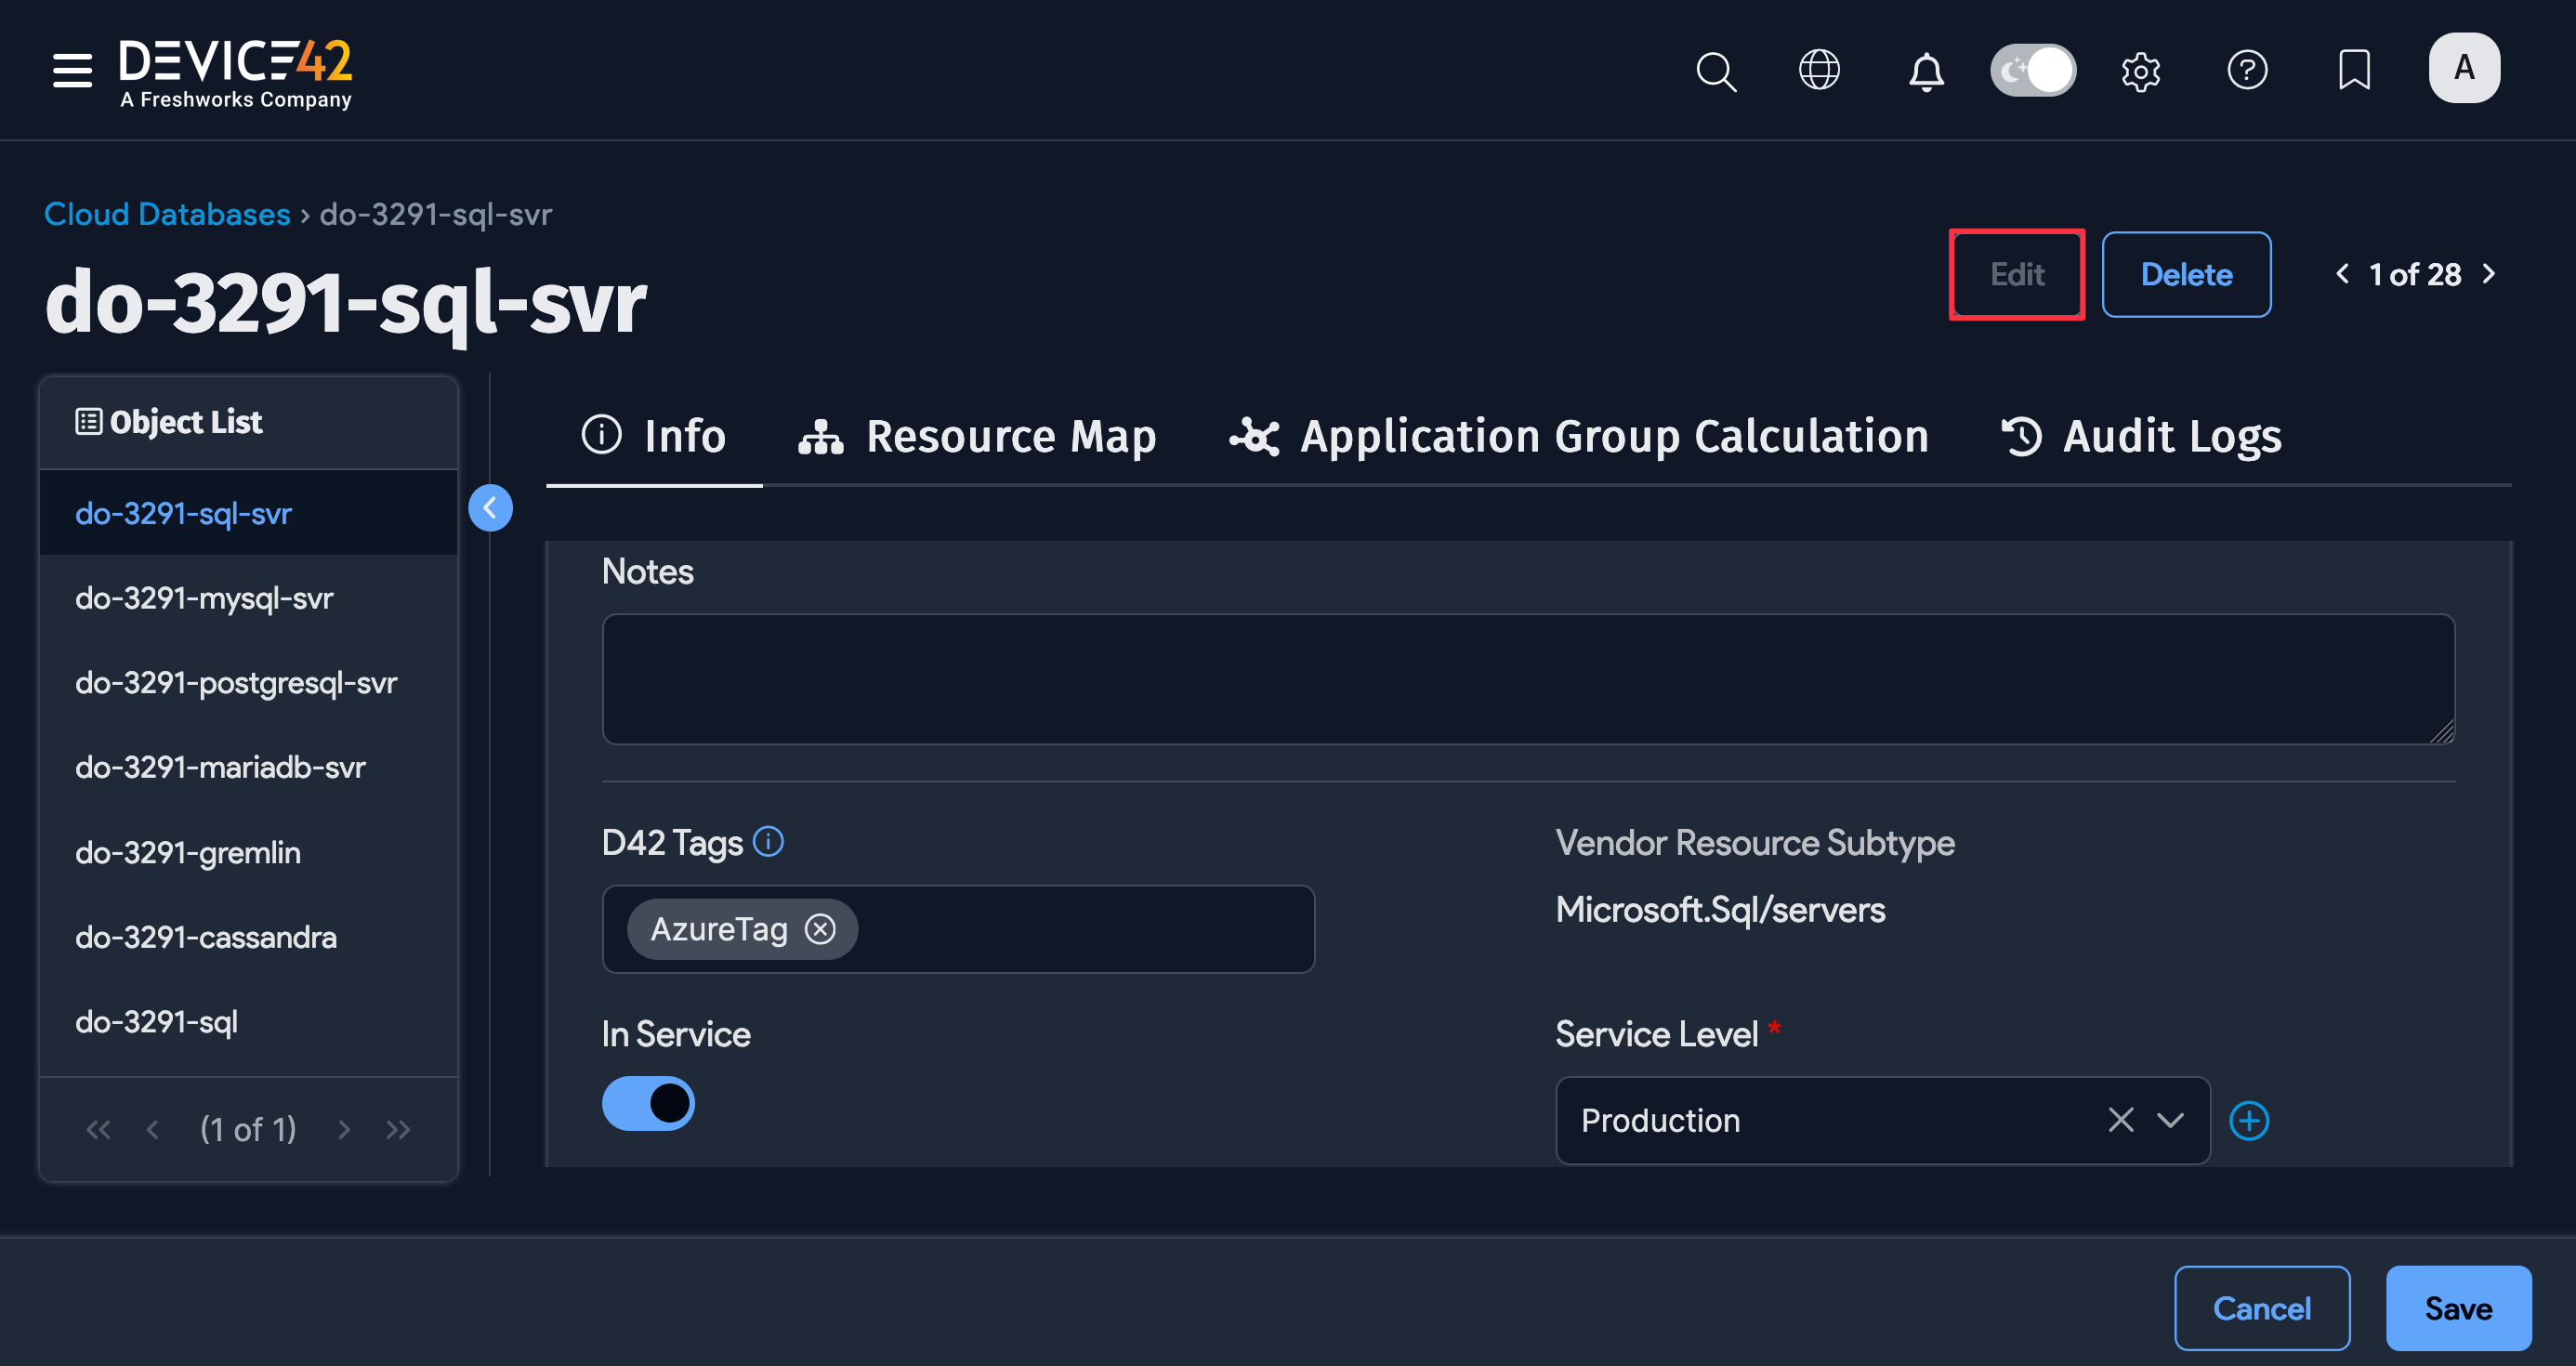 DEVICE42
A Freshworks Company
A
Cloud Databases › do-3291-sql-svr
do-3291-sql-svr
Edit
Delete
1 of 28
Object List
do-3291-sql-svr
do-3291-mysql-svr
do-3291-postgresql-svr
do-3291-mariadb-svr
do-3291-gremlin
do-3291-cassandra
do-3291-sql
(1 of 1)
Info
Resource Map
Application Group Calculation
Audit Logs
Notes
D42 Tags
AzureTag
Vendor Resource Subtype
Microsoft.Sql/servers
In Service
Service Level *
Production
Cancel
Save